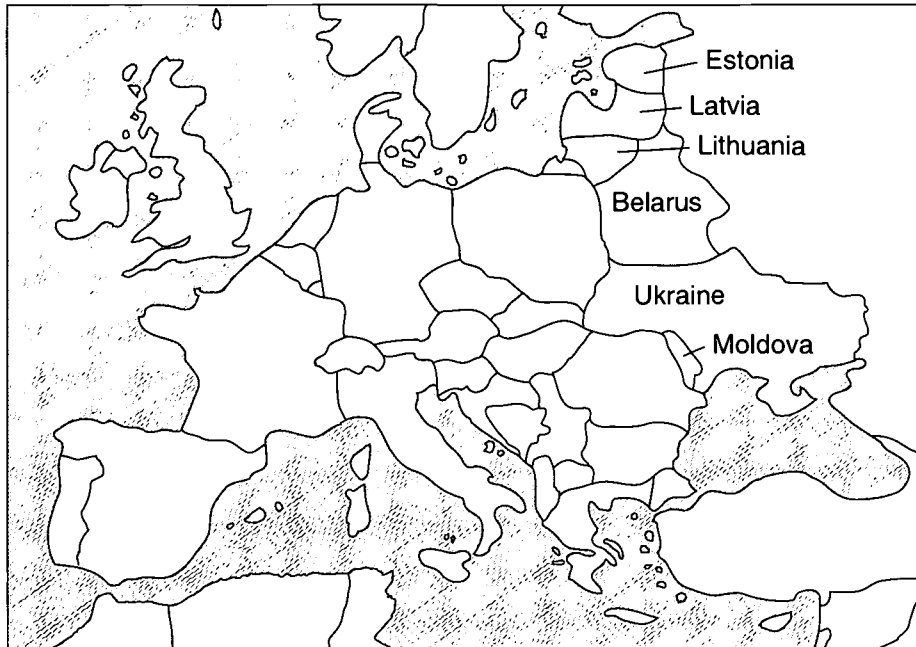 Estonia
Latvia
Lithuania
Belarus
Ukraine
Moldova